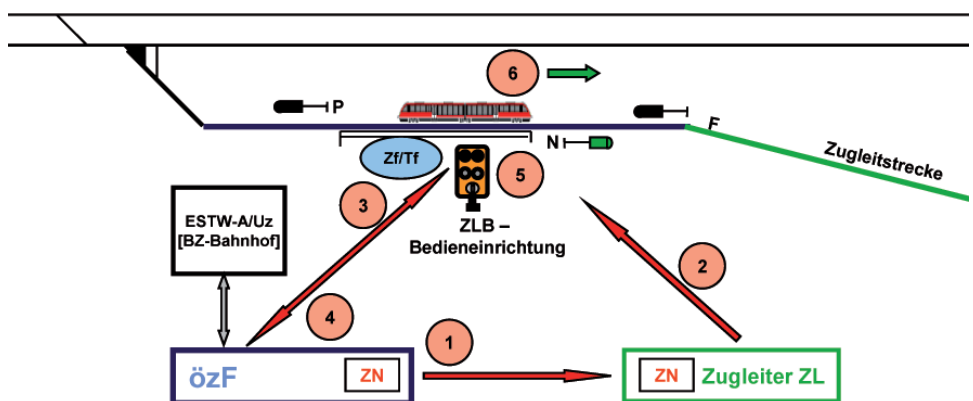 6
P
F
N
Zugleitstrecke
Zf/Tf
5
3
ESTW-A/Uz
[BZ-Bahnhof]
ZLB –
Bedieneinrichtung
2
4
1
özF
ZN
ZN
Zugleiter ZL